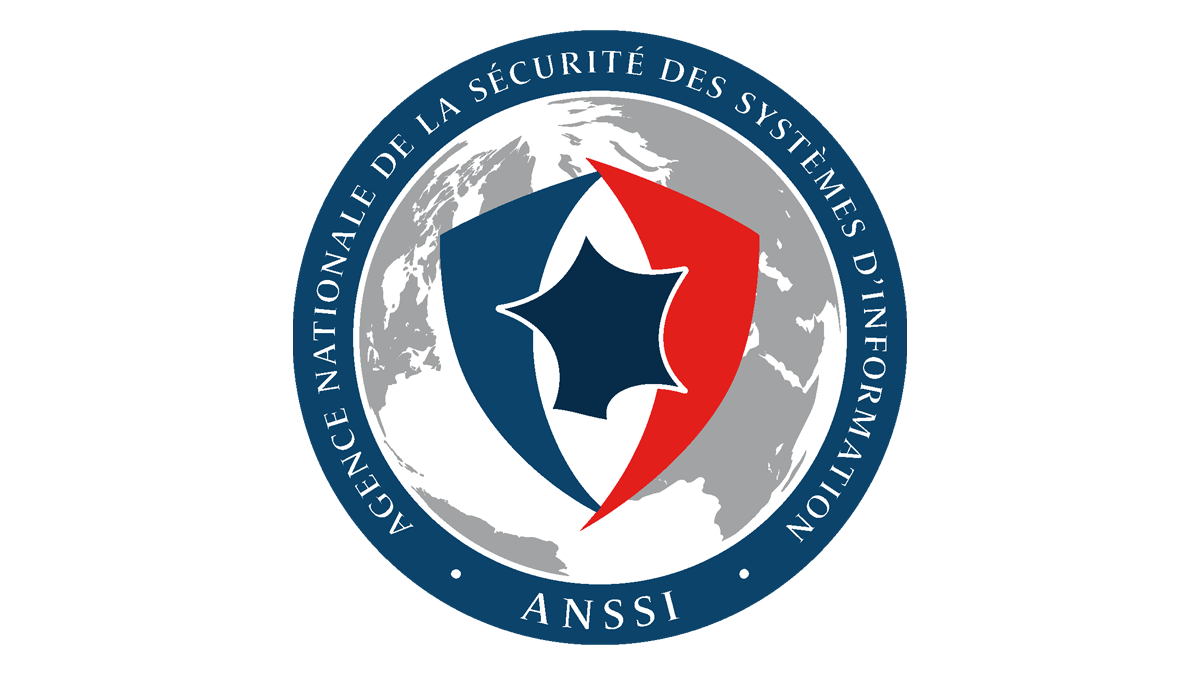 AGENCE NATIONALE DE LA SÉCURITÉ DES SYSTÈMES D'INFORMATION
ANSSI